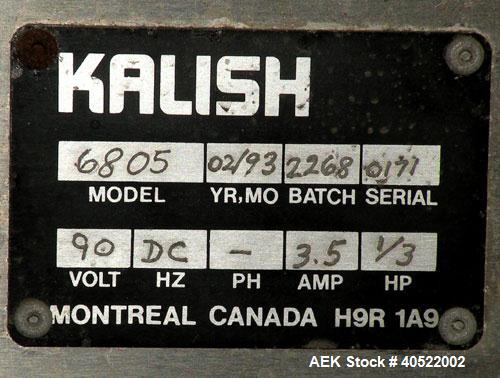 KALISH
6805 02/93 2268 0171
MODEL YR,MO BATCH SERIAL
90 DC - 3.5 1/3
VOLT HZ PH AMP HP
MONTREAL CANADA H9R 1A9
AEK Stock # 40522002